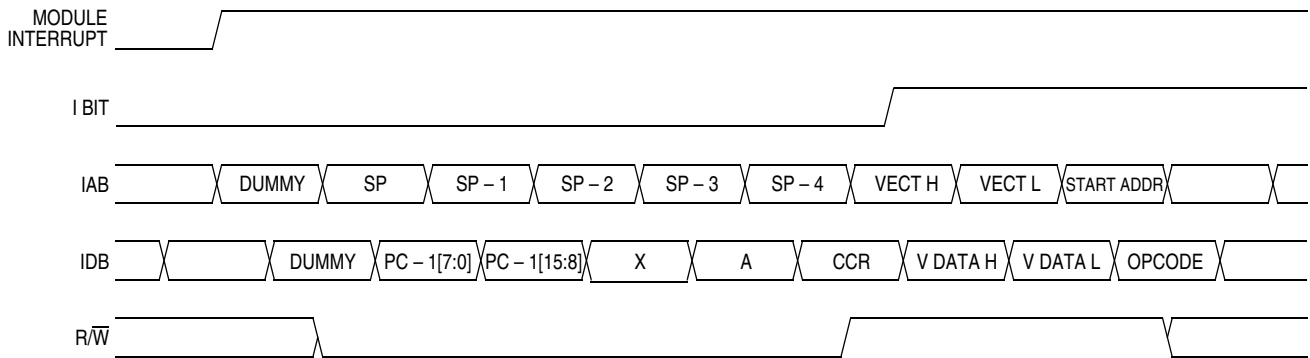 MODULE
INTERRUPT
I BIT
IAB DUMMY SP SP – 1 SP – 2 SP – 3 SP – 4 VECT H VECT L START ADDR
IDB DUMMY PC – 1[7:0] PC – 1[15:8] X A CCR V DATA H V DATA L OPCODE
R/W̅